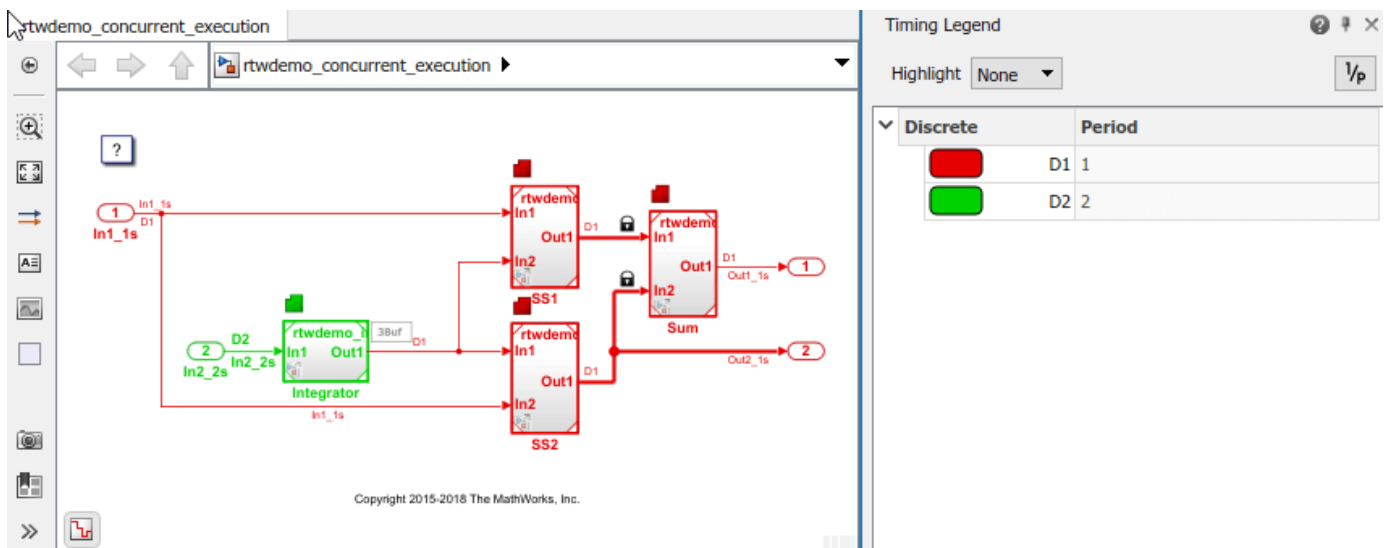 rtwdemo_concurrent_execution
rtwdemo_concurrent_execution
?
1
In1_1s
D1
In1_1s
2
D2
In2_2s
In2_2s
rtwdemo_i
In1
Out1
Integrator
3Buf
D1
In1_1s
rtwdemo
In1
Out1
In2
SS1
D1
rtwdemo
In1
Out1
In2
SS2
D1
rtwdemo
In1
Out1
In2
Sum
D1
Out1_1s
1
Out2_1s
2
Copyright 2015-2018 The MathWorks, Inc.
Timing Legend
Highlight None
1/P
Discrete Period
D1 1
D2 2